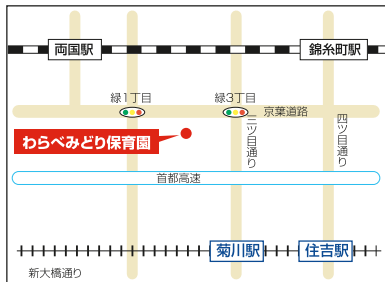 両国駅
錦糸町駅
緑1丁目
緑3丁目
京葉道路
わらべみどり保育園
三ツ目通り
四ツ目通り
首都高速
菊川駅
住吉駅
新大橋通り